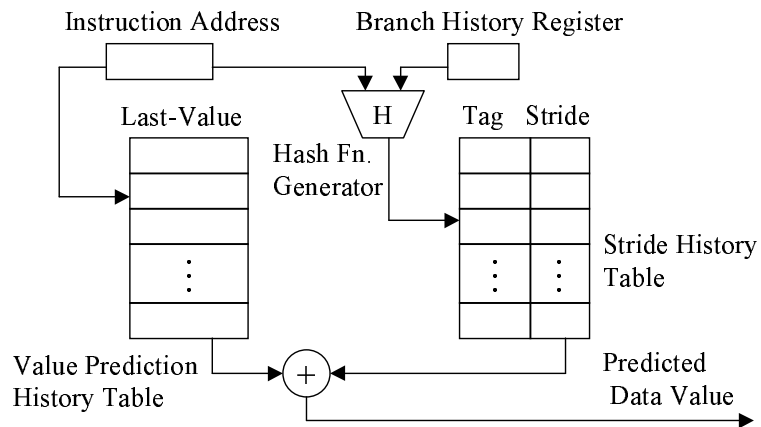 Instruction Address
Branch History Register
Last-Value
H
Tag
Stride
Hash Fn.
Generator
Stride History
Table
Value Prediction
History Table
+
Predicted
Data Value